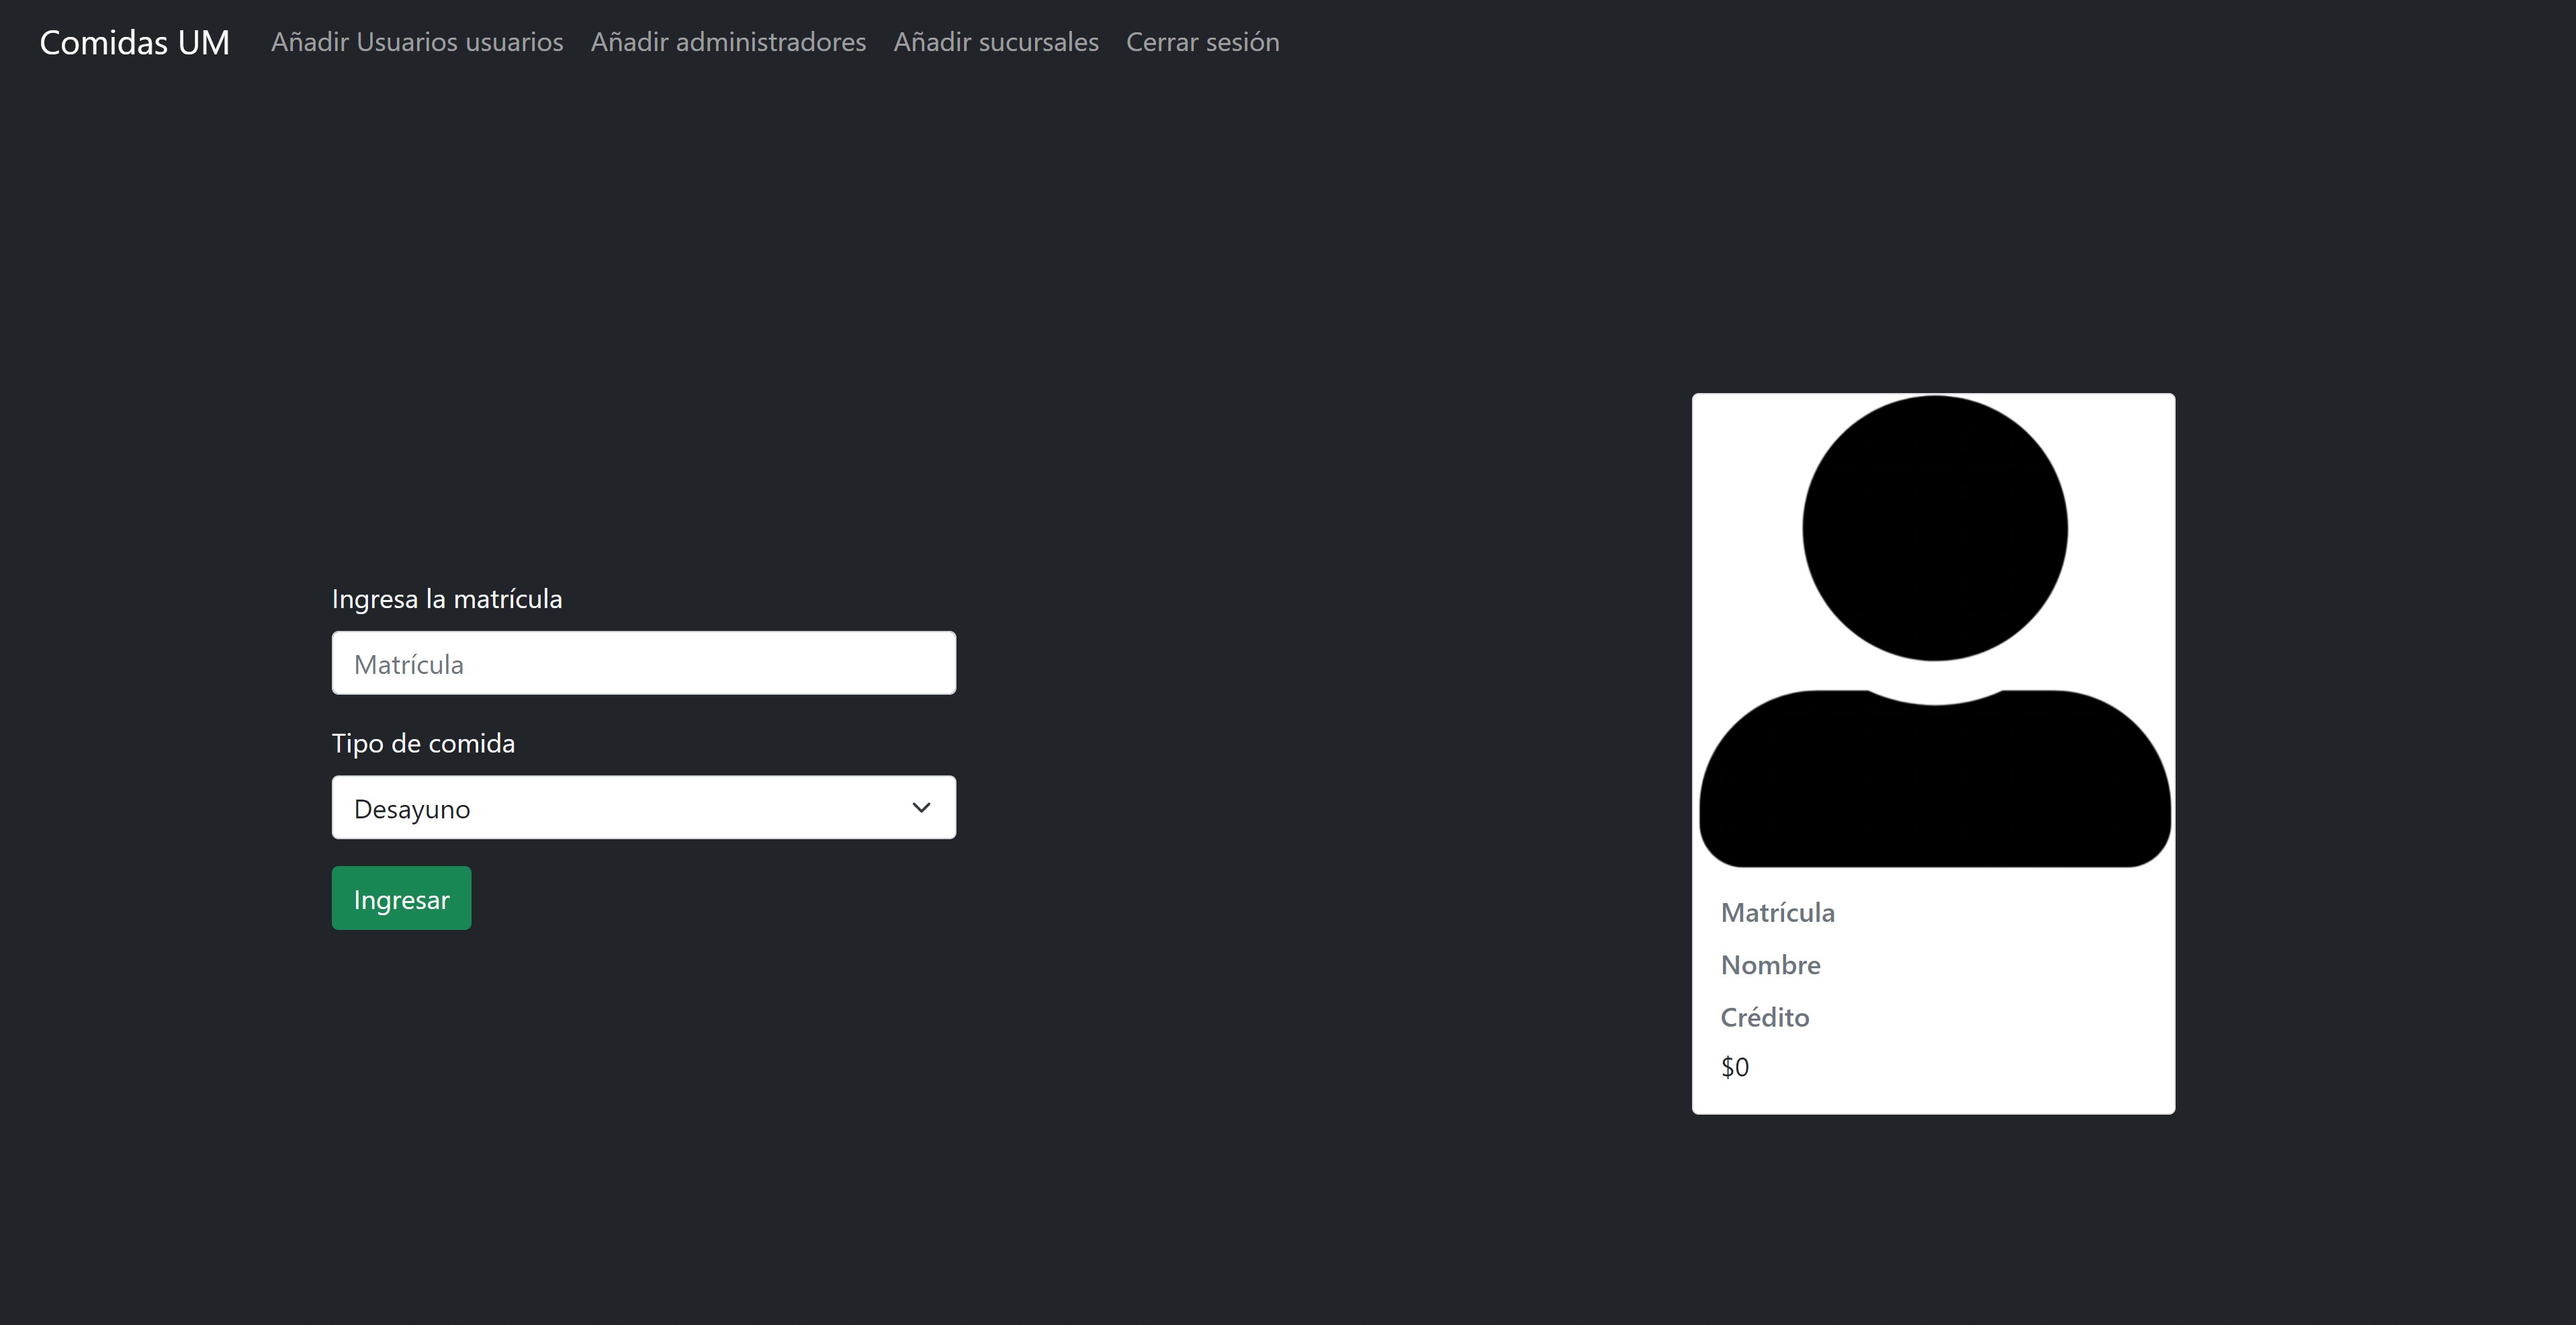 Comidas UM Añadir Usuarios usuarios Añadir administradores Añadir sucursales Cerrar sesión
Ingresa la matrícula
Matrícula
Tipo de comida
Desayuno
Ingresar
Matrícula
Nombre
Crédito
$0